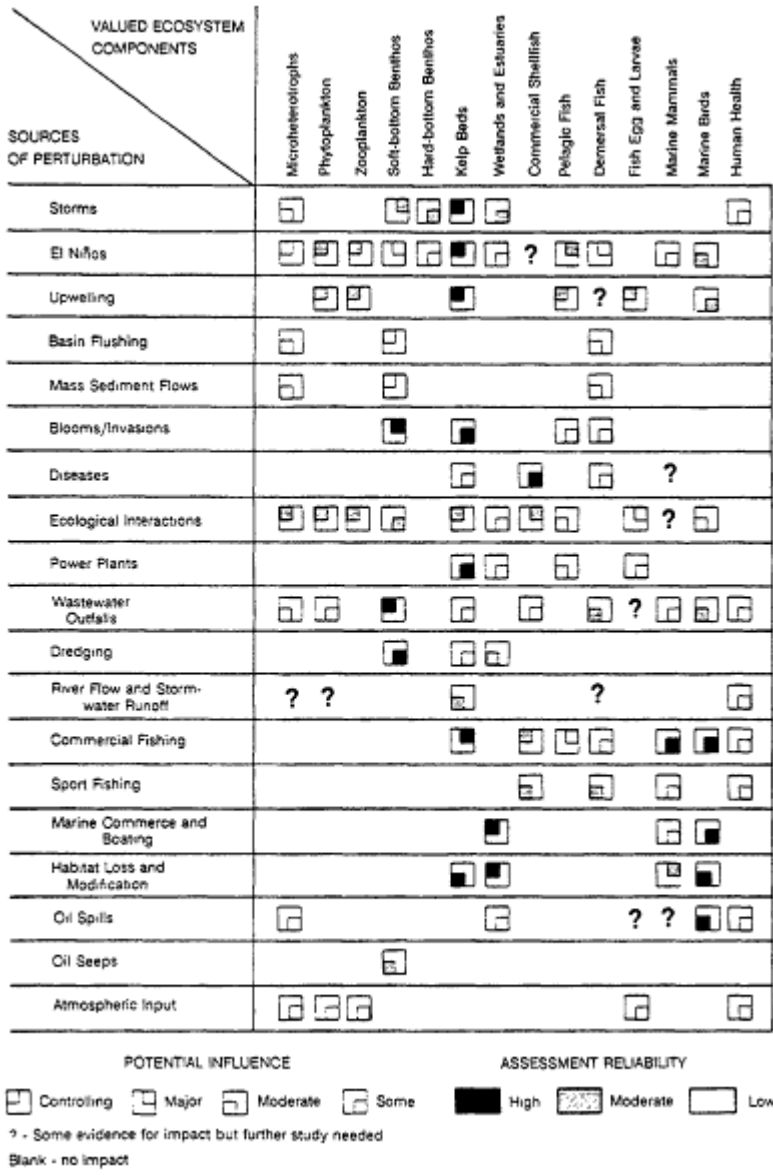 VALUED ECOSYSTEM
COMPONENTS
SOURCES
OF PERTURBATION
Microheterotrophs
Phytoplankton
Zooplankton
Soft-bottom Benthos
Hard-bottom Benthos
Kelp Beds
Wetlands and Estuaries
Commercial Shellfish
Pelagic Fish
Demersal Fish
Fish Egg and Larvae
Marine Mammals
Marine Birds
Human Health
Storms
El Niños ?
Upwelling ?
Basin Flushing
Mass Sediment Flows
Blooms/Invasions
Diseases ?
Ecological Interactions ?
Power Plants
Wastewater
Outfalls ?
Dredging
River Flow and Storm-
water Runoff ? ? ?
Commercial Fishing
Sport Fishing
Marine Commerce and
Boating
Habitat Loss and
Modification
Oil Spills ? ?
Oil Seeps
Atmospheric Input
POTENTIAL INFLUENCE ASSESSMENT RELIABILITY
Controlling Major Moderate Some High Moderate Low
? - Some evidence for impact but further study needed
Blank - no impact